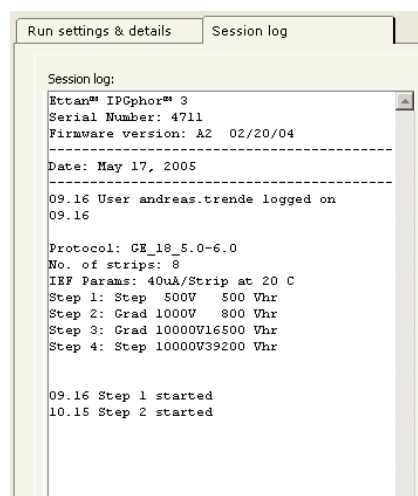 Run settings & details
Session log
Session log:
Ettan™ IPGphor™ 3
Serial Number: 4711
Firmware version: A2 02/20/04
-----------------------------------------
Date: May 17, 2005
-----------------------------------------
09.16 User andreas.trende logged on
09.16
Protocol: GE_18_5.0-6.0
No. of strips: 8
IEF Params: 40uA/Strip at 20 C
Step 1: Step 500V 500 Vhr
Step 2: Grad 1000V 800 Vhr
Step 3: Grad 10000V16500 Vhr
Step 4: Step 10000V39200 Vhr
09.16 Step 1 started
10.15 Step 2 started